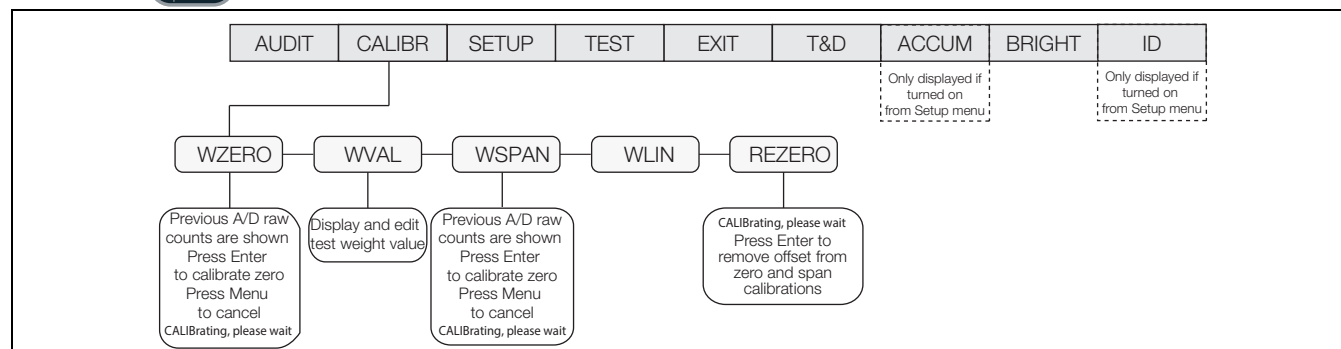 AUDIT CALIBR SETUP TEST EXIT T&D ACCUM BRIGHT ID
Only displayed if
turned on
from Setup menu
Only displayed if
turned on
from Setup menu
WZERO WVAL WSPAN WLIN REZERO
Previous A/D raw
counts are shown
Press Enter
to calibrate zero
Press Menu
to cancel
CALIBrating, please wait
Display and edit
test weight value
Previous A/D raw
counts are shown
Press Enter
to calibrate zero
Press Menu
to cancel
CALIBrating, please wait
CALIBrating, please wait
Press Enter to
remove offset from
zero and span
calibrations